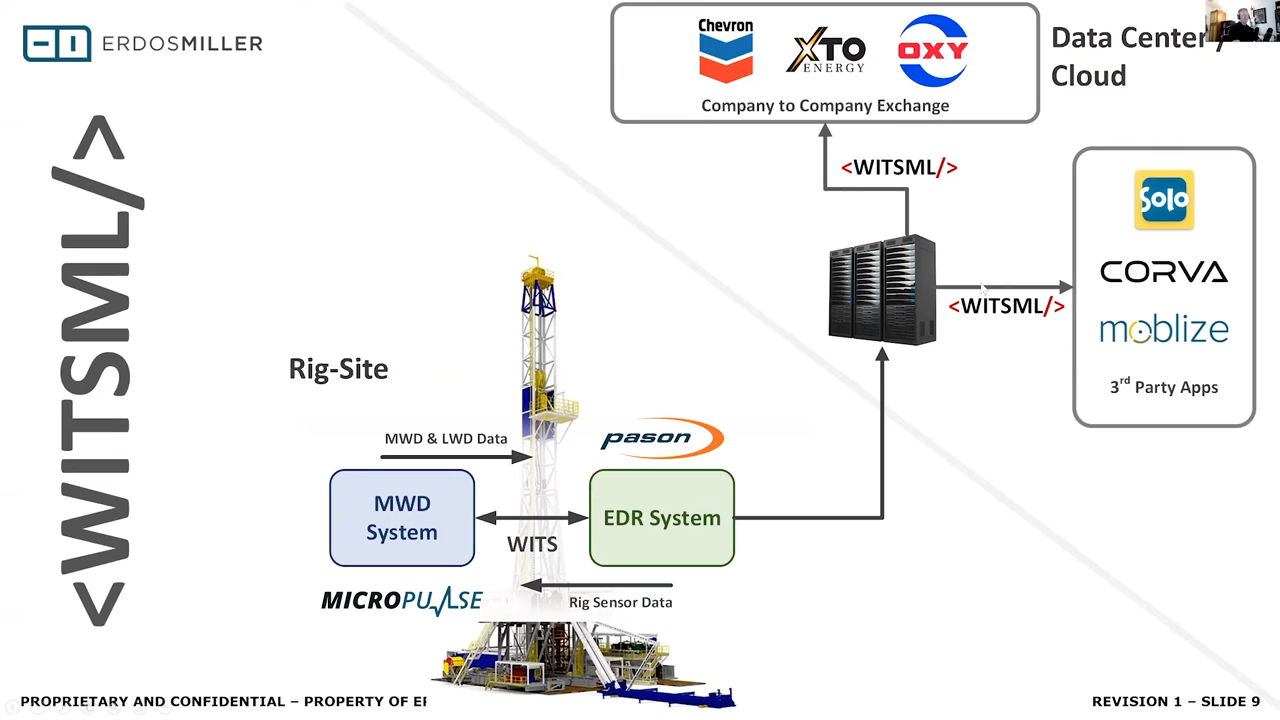 ERDOSMILLER
<WITSML/>
Chevron
XTO
ENERGY
OXY
Company to Company Exchange
Data Center /
Cloud
<WITSML/>
Solo
CORVA
moblize
3rd Party Apps
<WITSML/>
Rig-Site
MWD & LWD Data
pason
MWD
System
WITS
EDR System
MICROPULSE
Rig Sensor Data
PROPRIETARY AND CONFIDENTIAL – PROPERTY OF
REVISION 1 – SLIDE 9